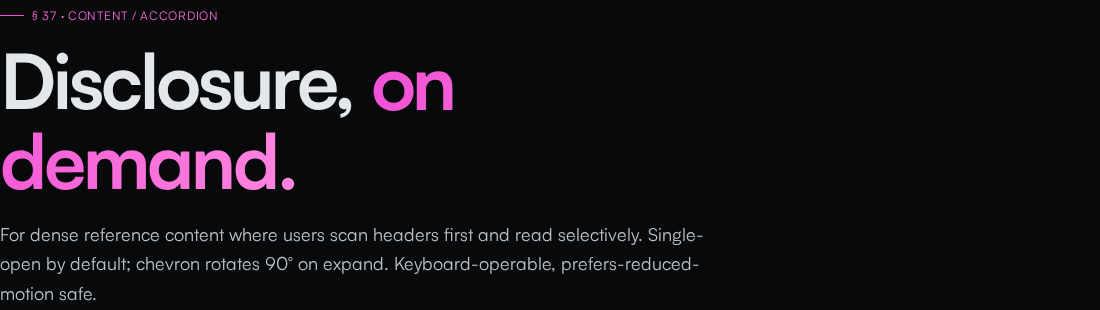 § 37 · CONTENT / ACCORDION
Disclosure, on
demand.
For dense reference content where users scan headers first and read selectively. Single-
open by default; chevron rotates 90° on expand. Keyboard-operable, prefers-reduced-
motion safe.